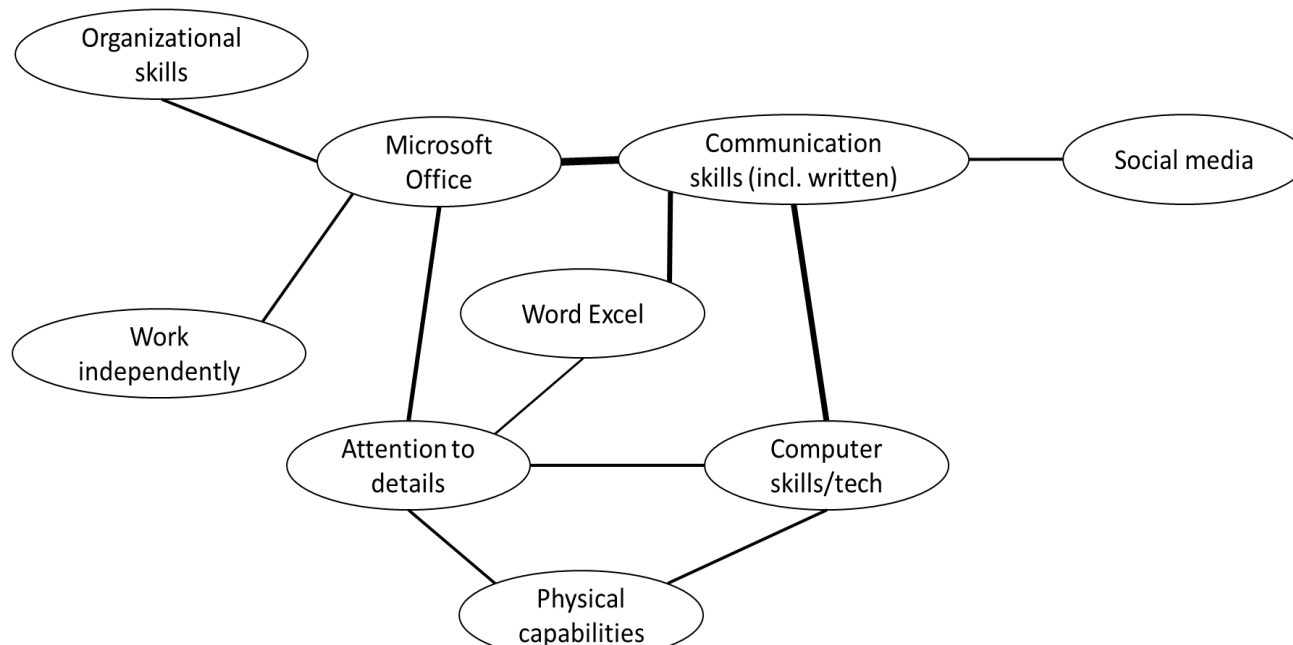 Organizational
skills
Microsoft
Office
Communication
skills (incl. written)
Social media
Word Excel
Work
independently
Attention to
details
Computer
skills/tech
Physical
capabilities